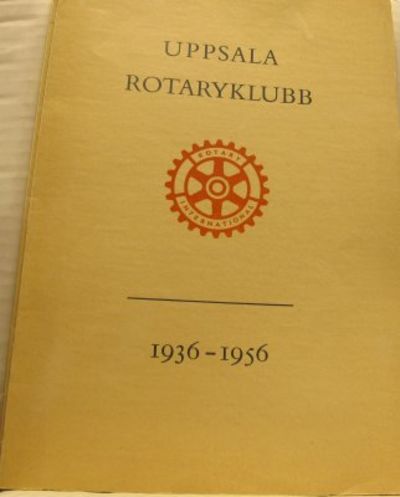 UPPSALA
ROTARYKLUBB
ROTARY
INTERNATIONAL
1936–1956